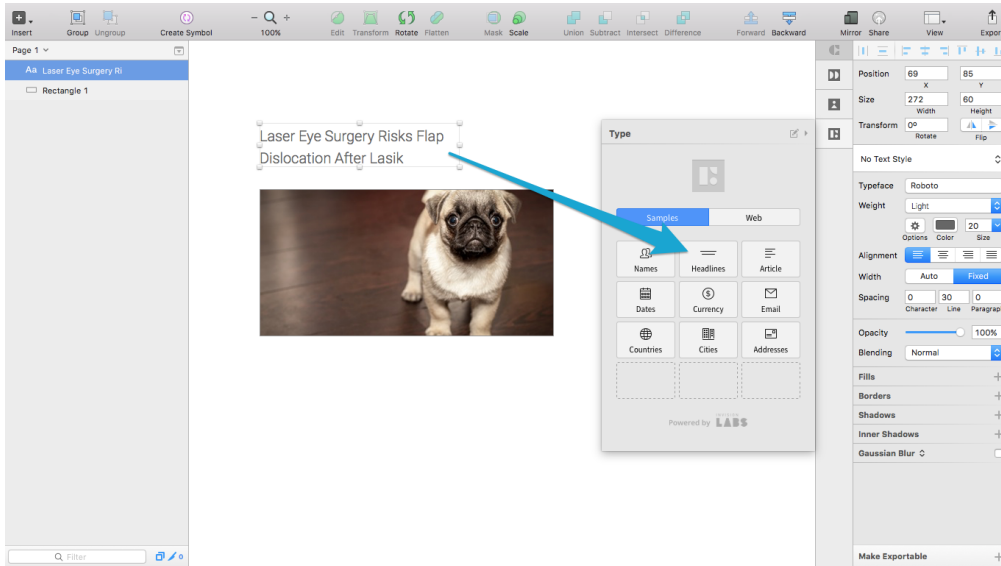 Insert
Group Ungroup
Create Symbol
100%
Edit Transform Rotate Flatten
Mask Scale
Union Subtract Intersect Difference
Forward Backward
Mirror Share
View
Export
Page 1
Aa Laser Eye Surgery Ri
Rectangle 1
Filter
0
Laser Eye Surgery Risks Flap
Dislocation After Lasik
Type
Samples Web
Names Headlines Article
Dates Currency Email
Countries Cities Addresses
Powered by LABS
Position 69 85
X Y
Size 272 60
Width Height
Transform 0º
Rotate Flip
No Text Style
Typeface Roboto
Weight Light
20
Options Color Size
Alignment
Width Auto Fixed
Spacing 0 30 0
Character Line Paragraph
Opacity 100%
Blending Normal
Fills
Borders
Shadows
Inner Shadows
Gaussian Blur
Make Exportable